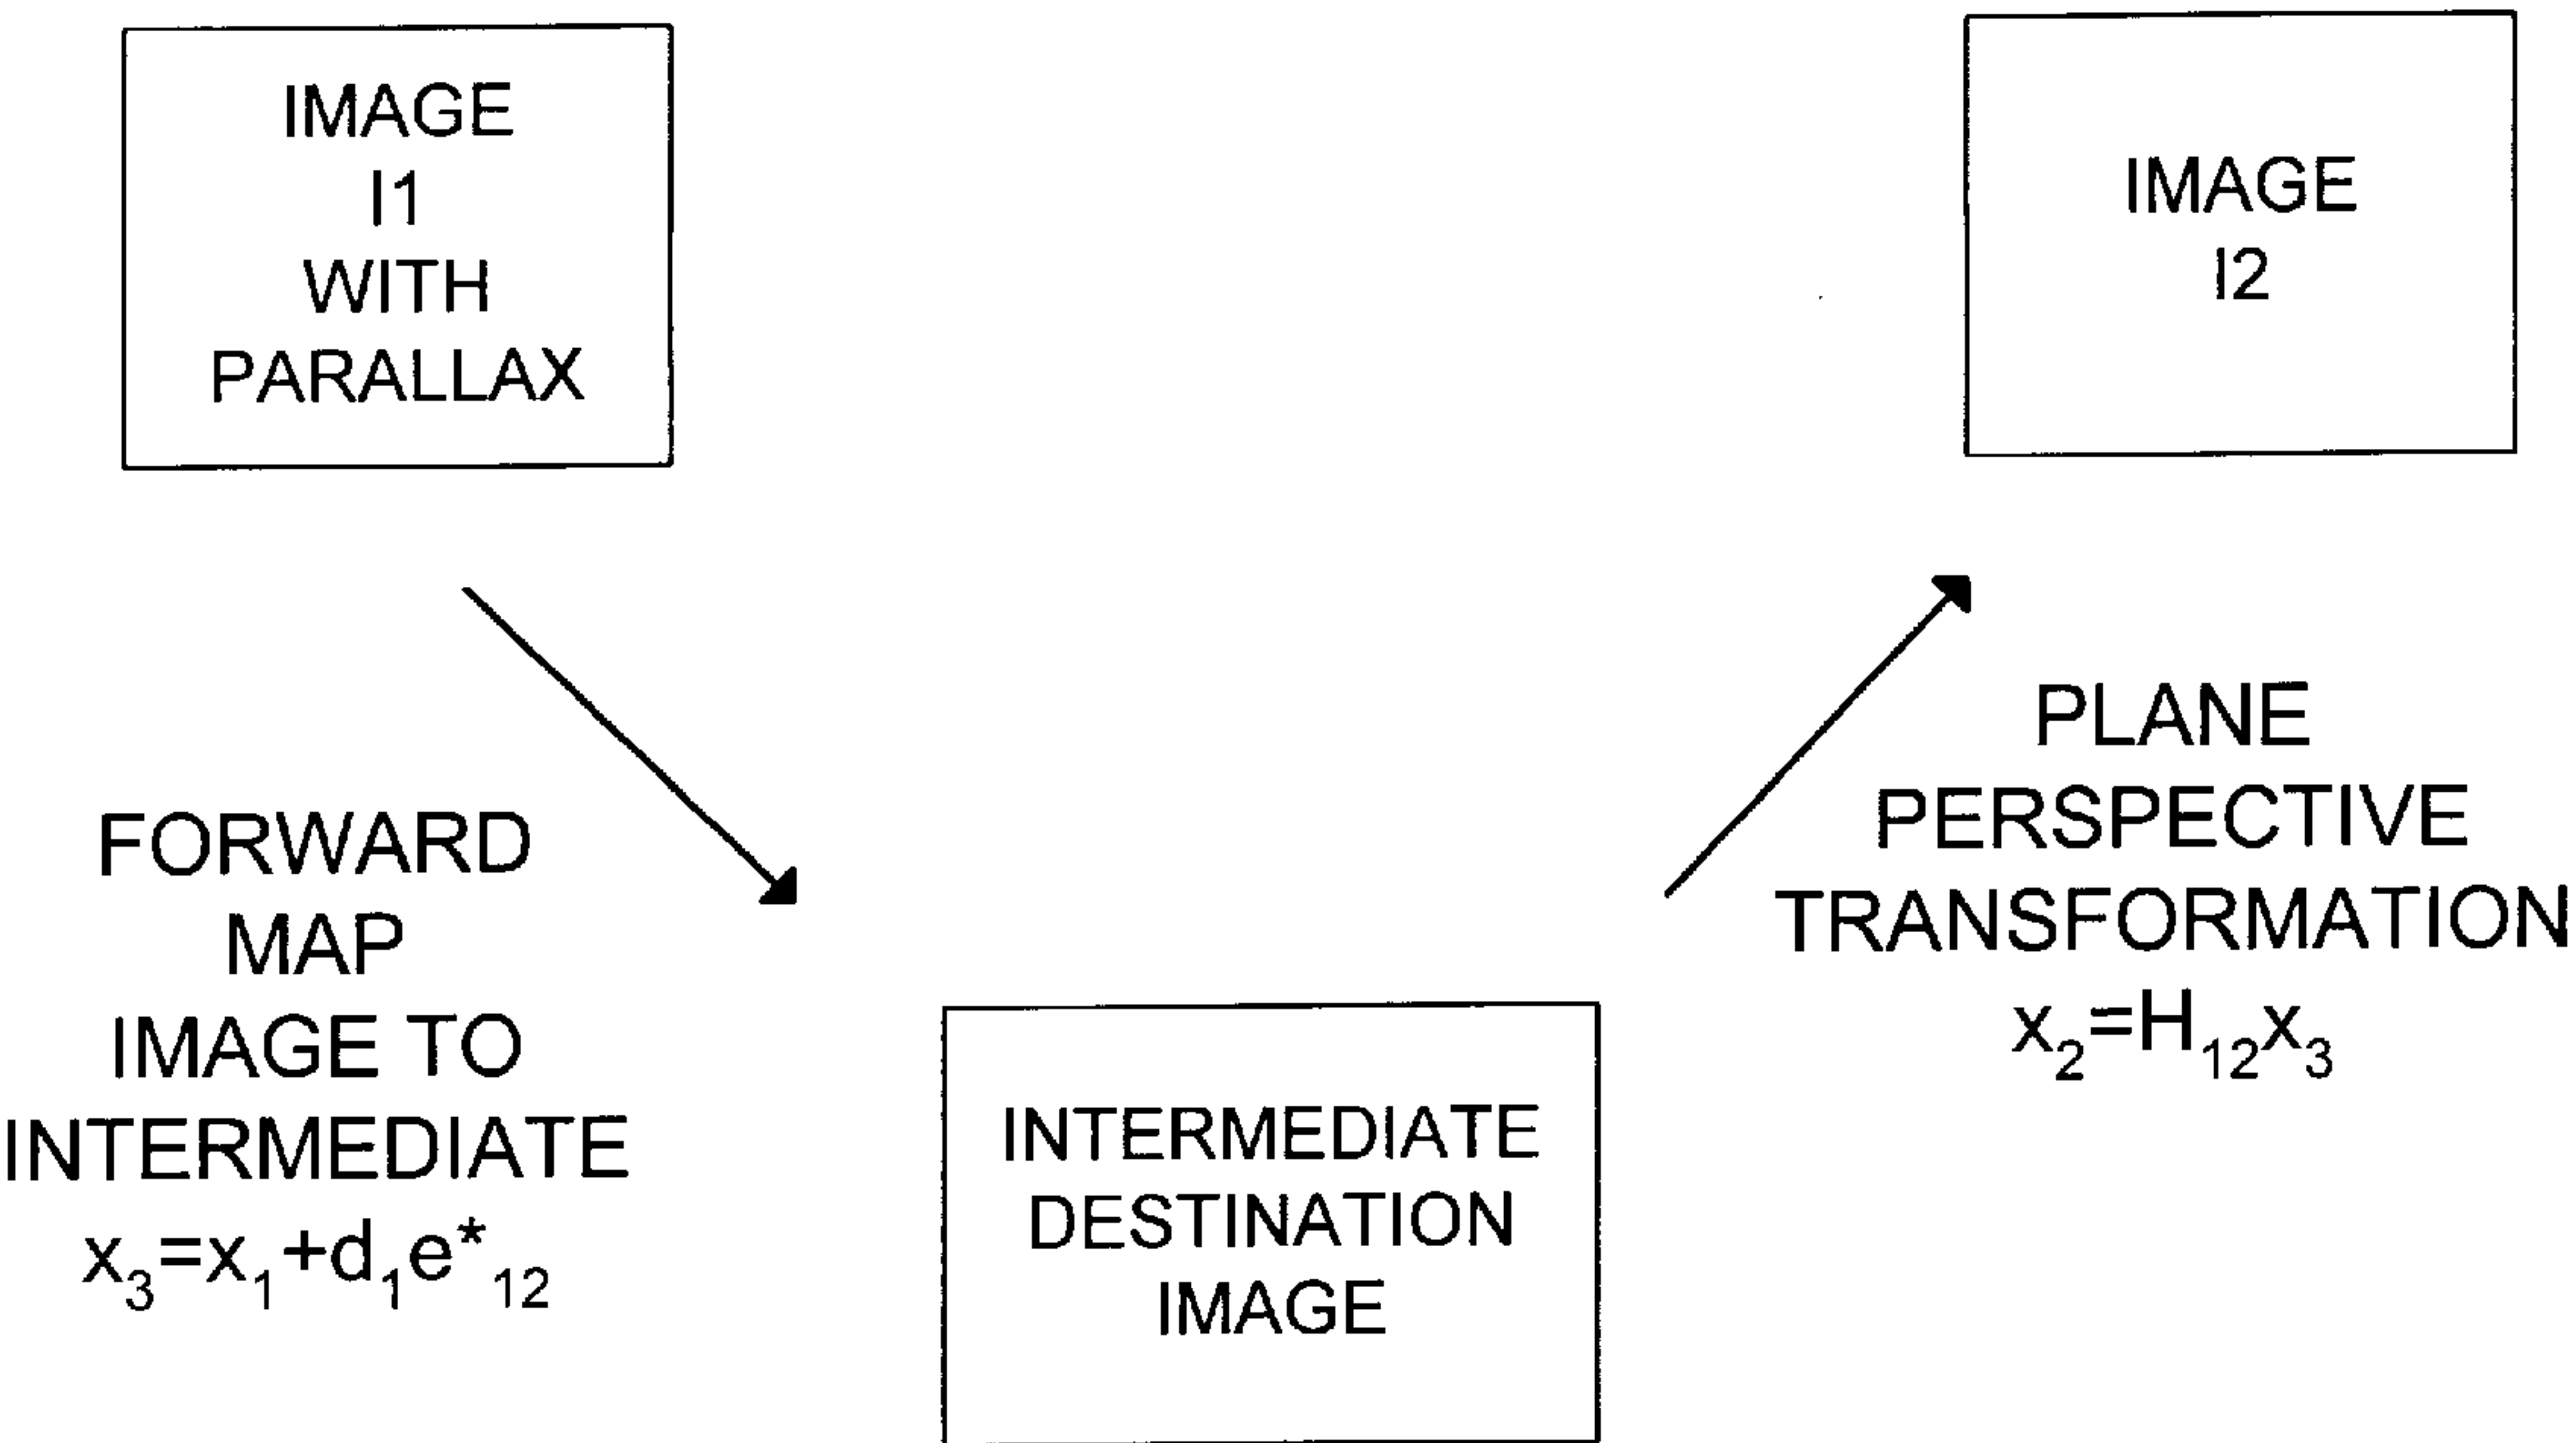 IMAGE
I1
WITH
PARALLAX
IMAGE
I2
FORWARD
MAP
IMAGE TO
INTERMEDIATE
x₃=x₁+d₁e*₁₂
PLANE
PERSPECTIVE
TRANSFORMATION
x₂=H₁₂x₃
INTERMEDIATE
DESTINATION
IMAGE